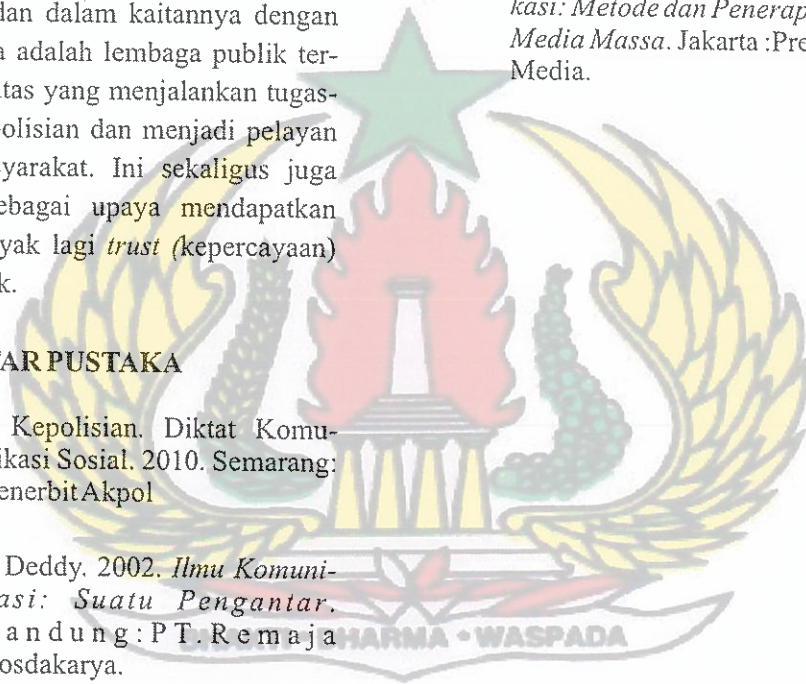 dan dalam kaitannya dengan
a adalah lembaga publik ter-
tas yang menjalankan tugas-
olisian dan menjadi pelayan
syarakat. Ini sekaligus juga
ebagai upaya mendapatkan
yak lagi trust (kepercayaan)
k.
TAR PUSTAKA
Kepolisian. Diktat Komu-
ikasi Sosial. 2010. Semarang:
enerbit Akpol
Deddy. 2002. Ilmu Komuni-
asi: Suatu Pengantar.
andung: PT. Remaja
osdakarya.
kasi: Metode dan Penerap
Media Massa. Jakarta :Pre
Media.
DHARMA • WASPADA